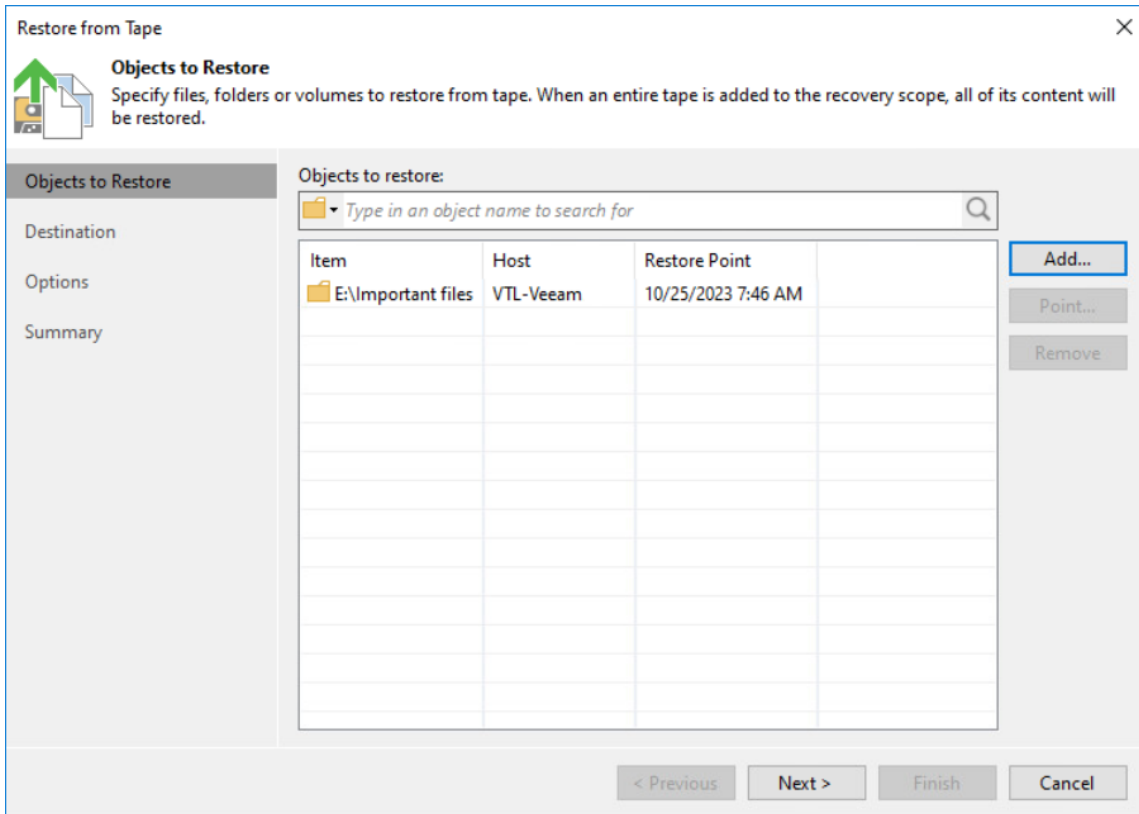 Restore from Tape
Objects to Restore
Specify files, folders or volumes to restore from tape. When an entire tape is added to the recovery scope, all of its content will
be restored.
Objects to Restore
Destination
Options
Summary
Objects to restore:
Type in an object name to search for
Item Host Restore Point
E:\Important files VTL-Veeam 10/25/2023 7:46 AM
Add...
Point...
Remove
< Previous Next > Finish Cancel